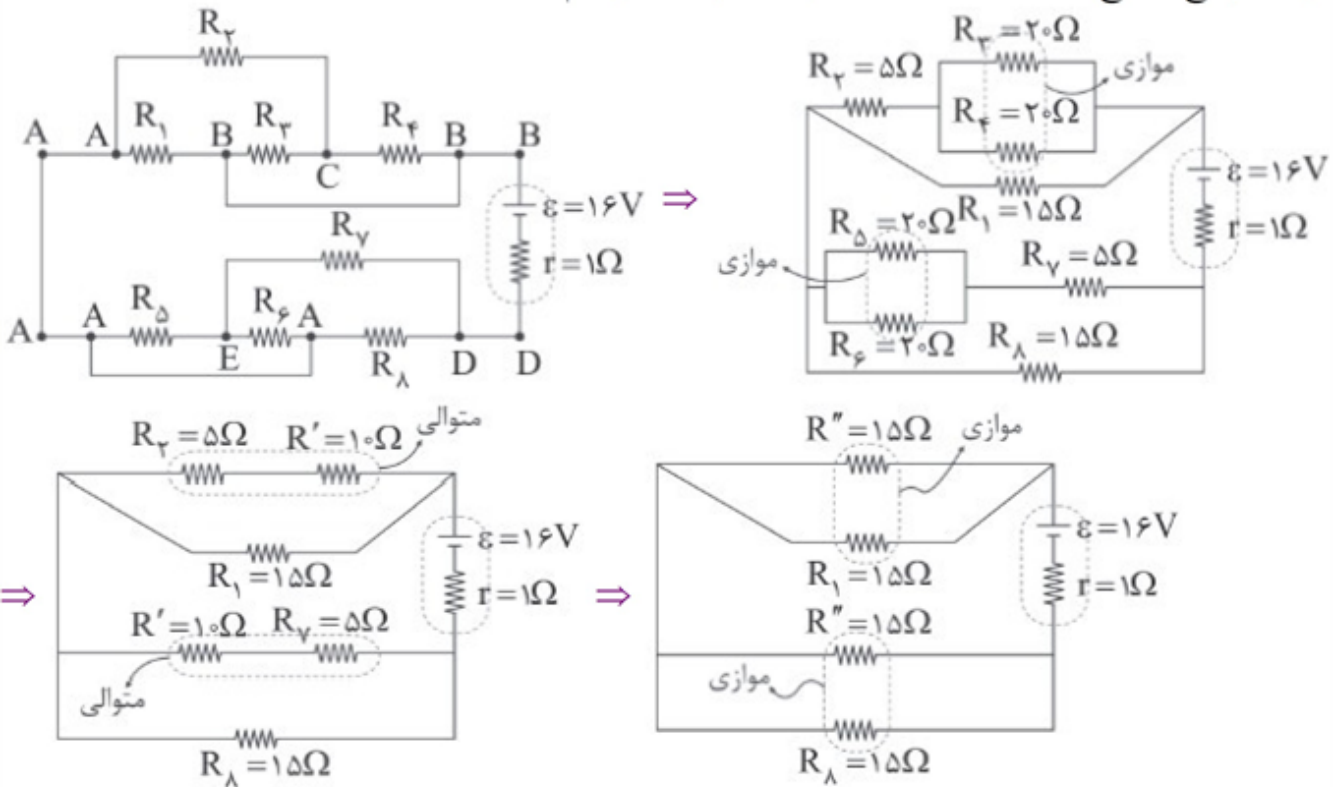 R₂
R₁ R₃ R₄
A A B B B
C
ε=۱۶V
r=۱Ω
R₇
R₅ R₆
A A A
E R₈ D D
⇒
R₃=۲۰Ω
موازی
R₂=۵Ω
R₄=۲۰Ω
ε=۱۶V
R₁=۱۵Ω
r=۱Ω
R₅=۲۰Ω
موازی
R₇=۵Ω
R₆=۲۰Ω
R₈=۱۵Ω
⇒
متوالی
R₂=۵Ω R′=۱۰Ω
ε=۱۶V
R₁=۱۵Ω
r=۱Ω
R′=۱۰Ω R₇=۵Ω
متوالی
R₈=۱۵Ω
⇒
R″=۱۵Ω
موازی
ε=۱۶V
R₁=۱۵Ω
r=۱Ω
R″=۱۵Ω
موازی
R₈=۱۵Ω